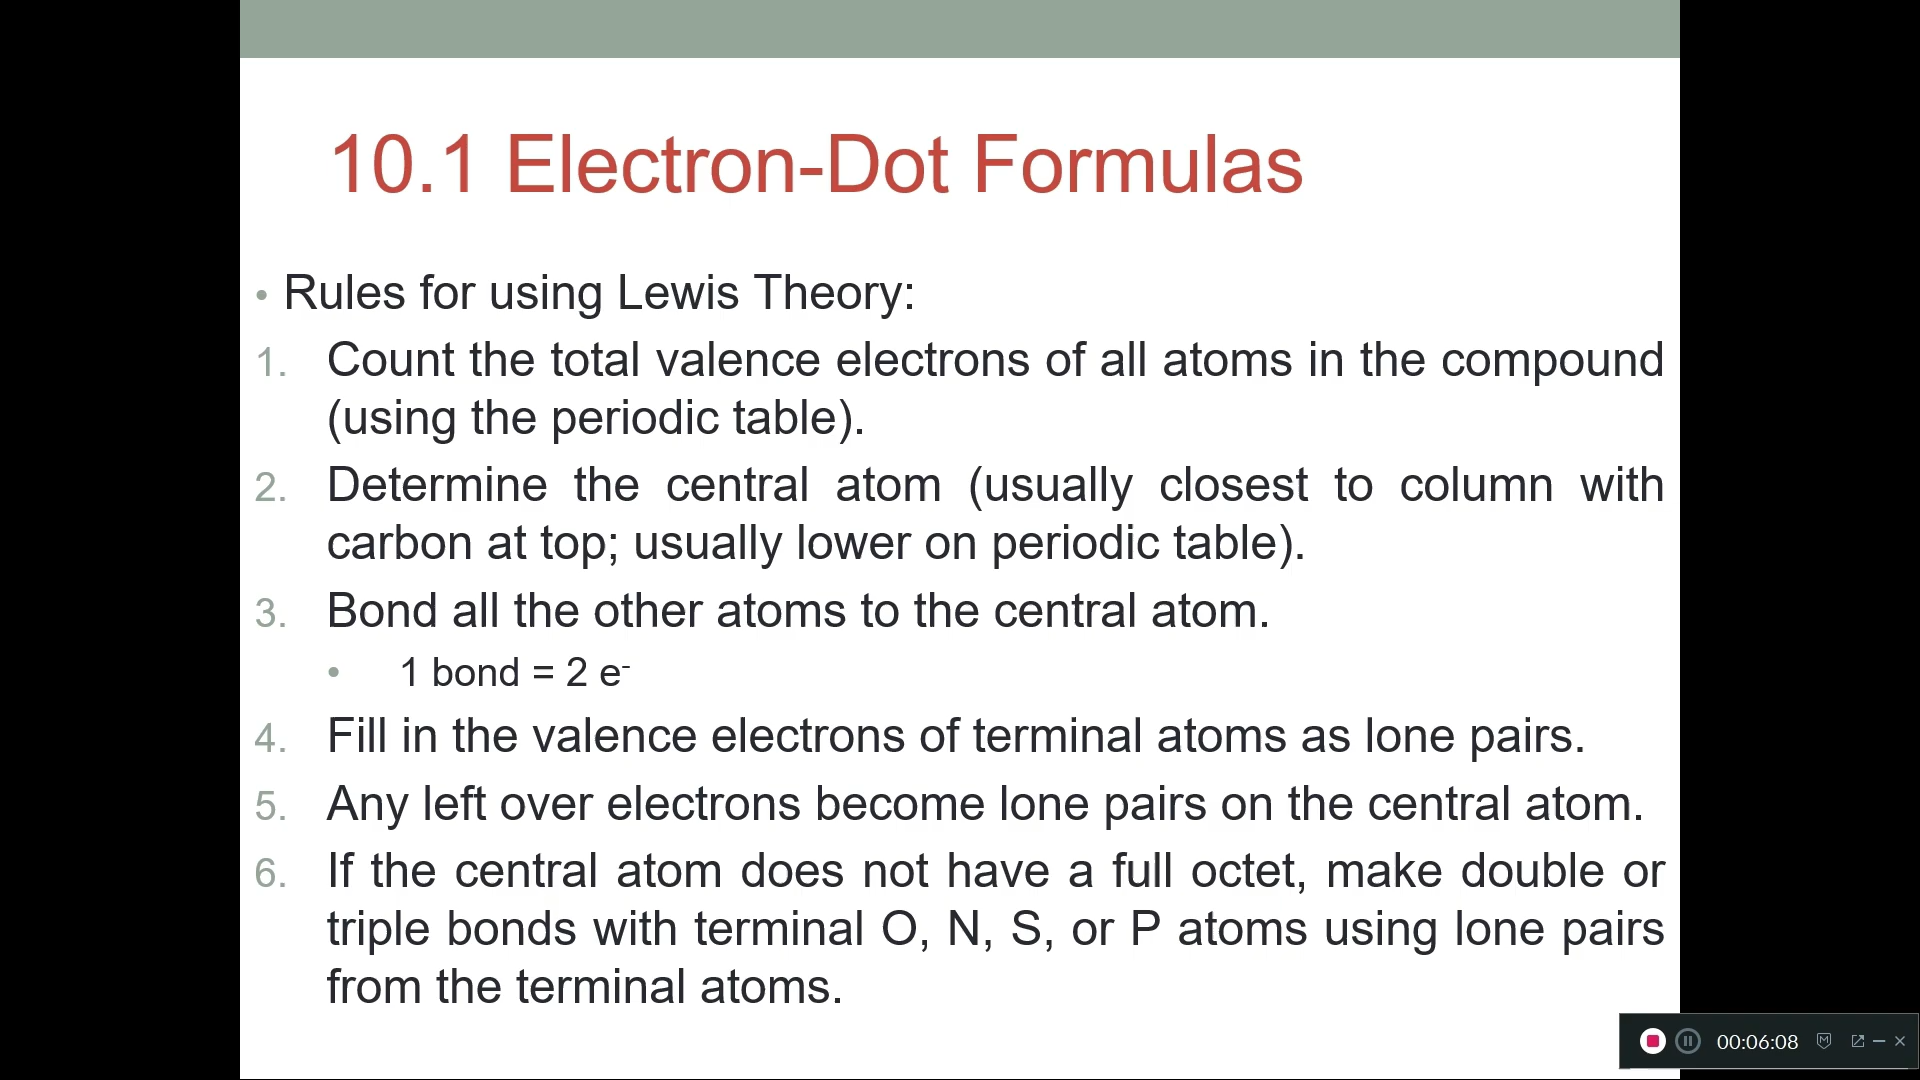 10.1 Electron-Dot Formulas
• Rules for using Lewis Theory:
1. Count the total valence electrons of all atoms in the compound
(using the periodic table).
2. Determine the central atom (usually closest to column with
carbon at top; usually lower on periodic table).
3. Bond all the other atoms to the central atom.
• 1 bond = 2 e⁻
4. Fill in the valence electrons of terminal atoms as lone pairs.
5. Any left over electrons become lone pairs on the central atom.
6. If the central atom does not have a full octet, make double or
triple bonds with terminal O, N, S, or P atoms using lone pairs
from the terminal atoms.
00:06:08